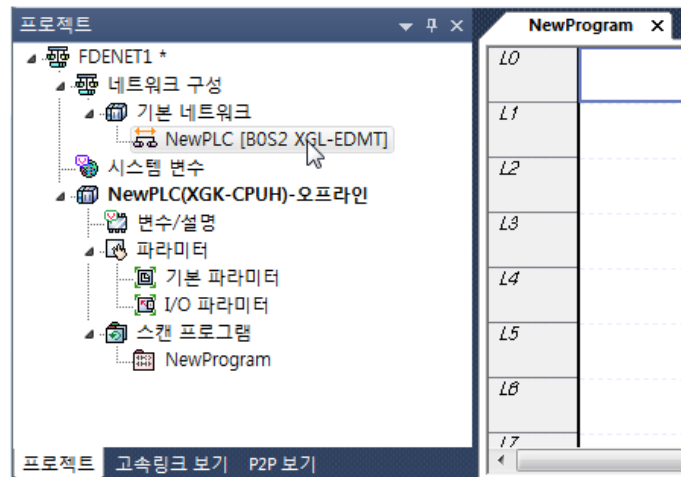 프로젝트
FDENET1 *
네트워크 구성
기본 네트워크
NewPLC [B0S2 XGL-EDMT]
시스템 변수
NewPLC(XGK-CPUH)-오프라인
변수/설명
파라미터
기본 파라미터
I/O 파라미터
스캔 프로그램
NewProgram
프로젝트 고속링크 보기 P2P 보기
NewProgram
L0
L1
L2
L3
L4
L5
L6
L7